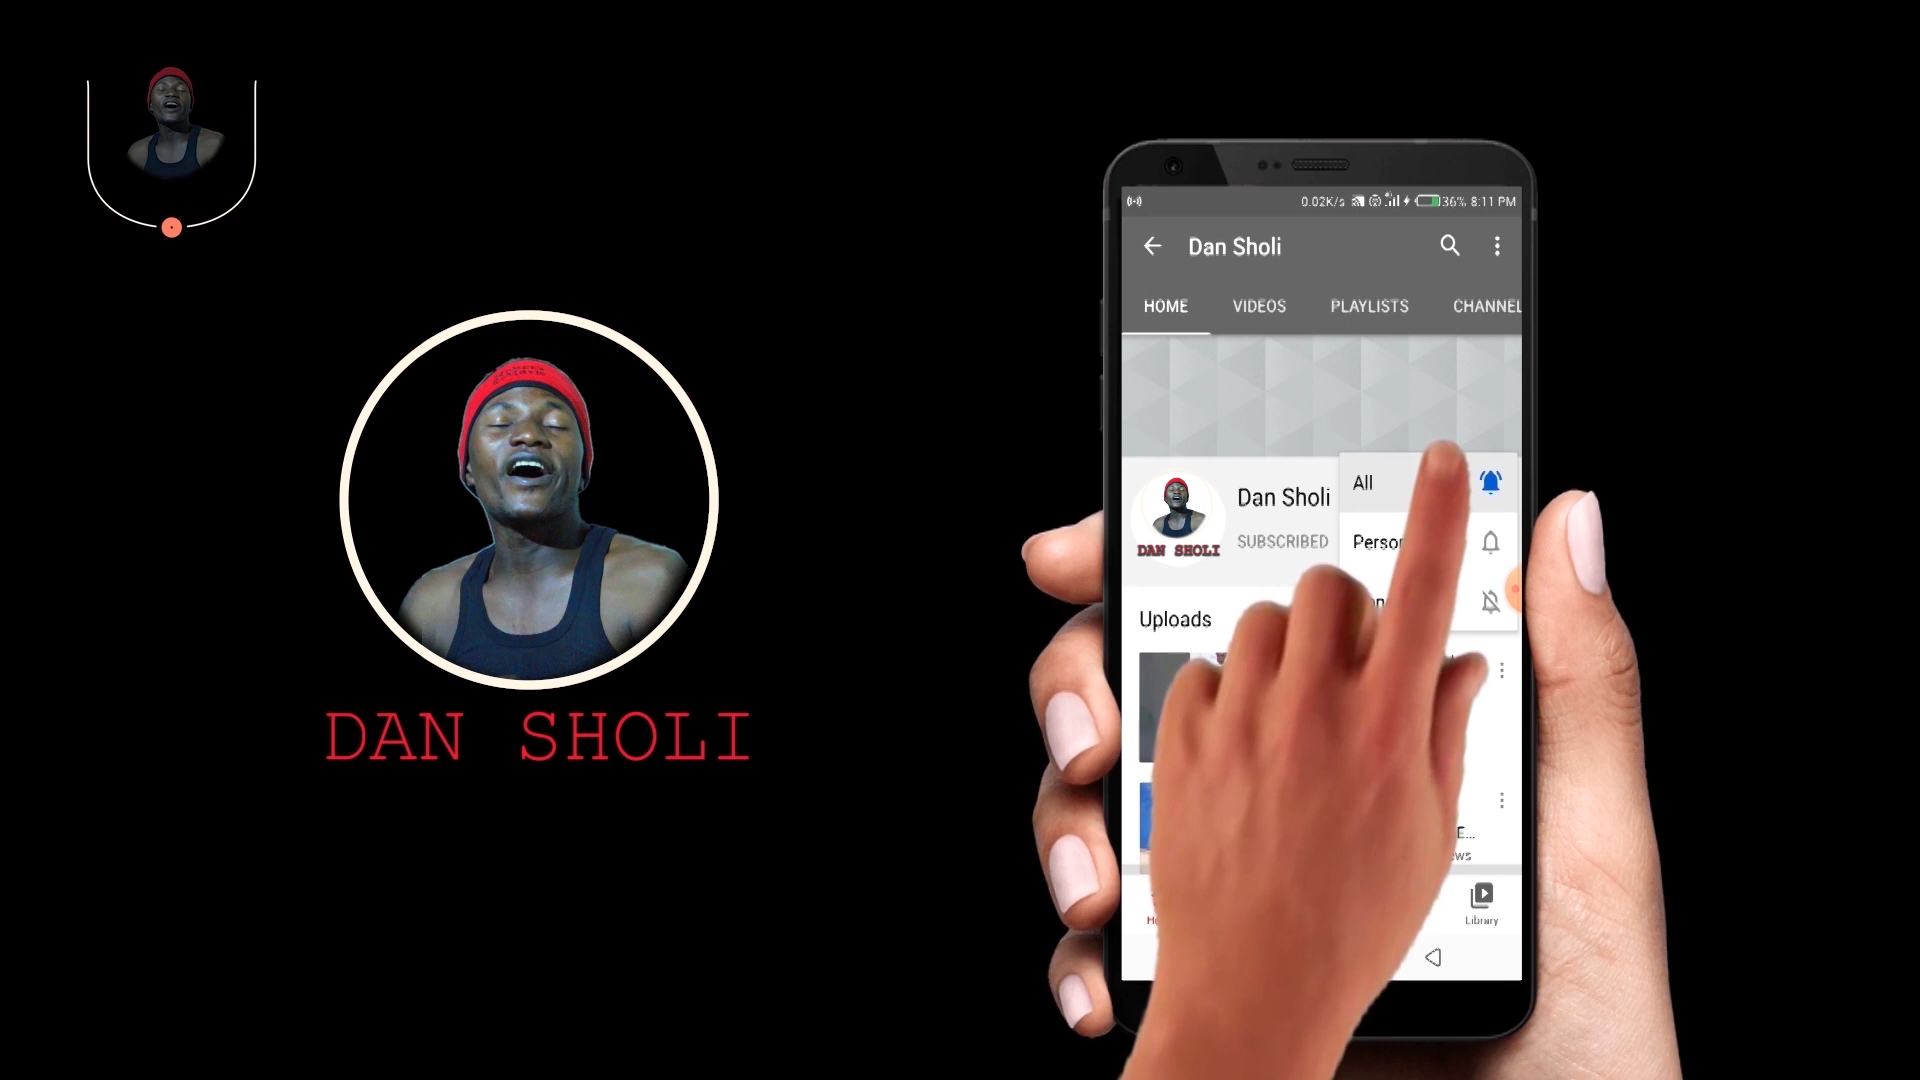 DAN SHOLI
0.02K/s 36% 8:11 PM
Dan Sholi
HOME VIDEOS PLAYLISTS CHANNEL
All
Dan Sholi
DAN SHOLI
SUBSCRIBED
Uploads
E...
Library